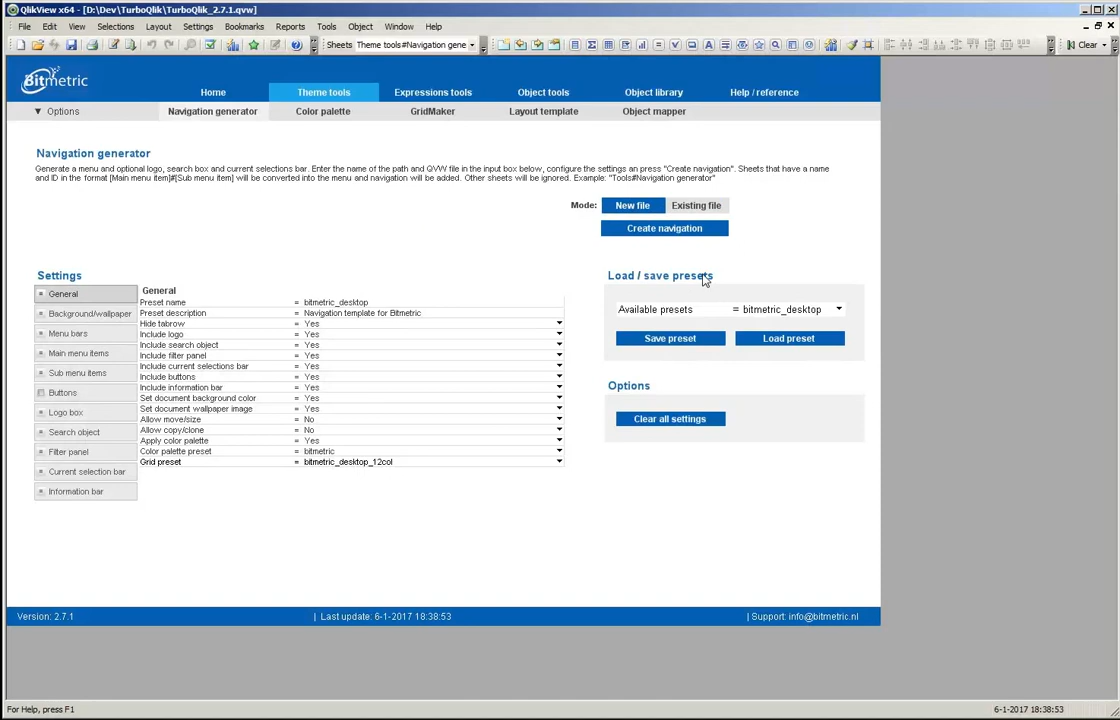 QlikView x64 - [D:\Dev\TurboQlik\TurboQlik_2.7.1.qvw]
File Edit View Selections Layout Settings Bookmarks Reports Tools Object Window Help
Sheets Theme tools#Navigation gene Clear
Bitmetric
Home Theme tools Expressions tools Object tools Object library Help / reference
▼ Options Navigation generator Color palette GridMaker Layout template Object mapper
Navigation generator
Generate a menu and optional logo, search box and current selections bar. Enter the name of the path and QVW file in the input box below, configure the settings an press "Create navigation". Sheets that have a name
and ID in the format [Main menu item]#[Sub menu item] will be converted into the menu and navigation will be added. Other sheets will be ignored. Example: "Tools#Navigation generator"
Mode: New file Existing file
Create navigation
Settings
General
Background/wallpaper
Menu bars
Main menu items
Sub menu items
Buttons
Logo box
Search object
Filter panel
Current selection bar
Information bar
General
Preset name = bitmetric_desktop
Preset description = Navigation template for Bitmetric
Hide tabrow = Yes
Include logo = Yes
Include search object = Yes
Include filter panel = Yes
Include current selections bar = Yes
Include buttons = Yes
Include information bar = Yes
Set document background color = Yes
Set document wallpaper image = Yes
Allow move/size = No
Allow copy/clone = No
Apply color palette = Yes
Color palette preset = bitmetric
Grid preset = bitmetric_desktop_12col
Load / save presets
Available presets = bitmetric_desktop
Save preset Load preset
Options
Clear all settings
Version: 2.7.1 | Last update: 6-1-2017 18:38:53 | Support: info@bitmetric.nl
For Help, press F1 6-1-2017 18:38:53